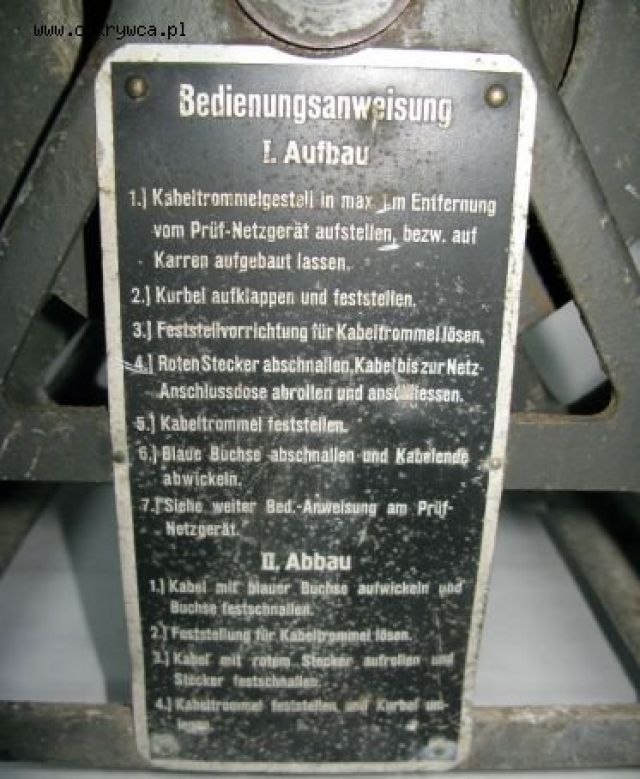 www.odkrywca.pl
Bedienungsanweisung
I. Aufbau
1.) Kabeltrommelgestell in max 1m Entfernung
vom Prüf-Netzgerät aufstellen, bezw. auf
Karren aufgebaut lassen.
2.) Kurbel aufklappen und feststellen.
3.) Feststellvorrichtung für Kabeltrommel lösen.
4.) Roten Stecker abschnallen, Kabel bis zur Netz-
Anschlussdose abrollen und anschliessen.
5.) Kabeltrommel feststellen.
6.) Blaue Buchse abschnallen und Kabelende
abwickeln.
7.) Siehe weiter Bed.-Anweisung am Prüf-
Netzgerät.
II. Abbau
1.) Kabel mit blauer Buchse aufwickeln und
Buchse festschnallen.
2.) Feststellung für Kabeltrommel lösen.
3.) Kabel mit rotem Stecker aufrollen und
Stecker festschnallen.
4.) Kabeltrommel feststellen und Kurbel um-